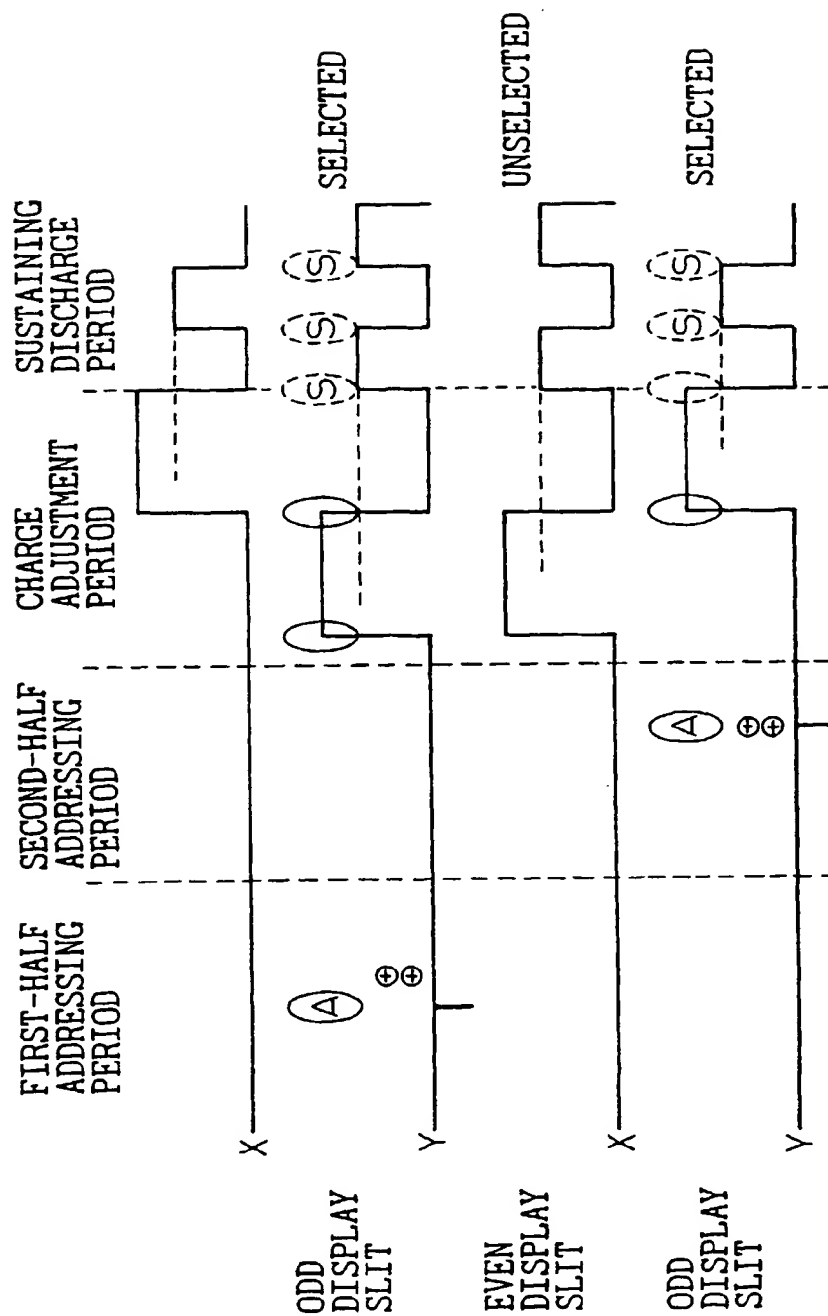 FIRST-HALF
ADDRESSING
PERIOD
SECOND-HALF
ADDRESSING
PERIOD
CHARGE
ADJUSTMENT
PERIOD
SUSTAINING
DISCHARGE
PERIOD
X
ODD
DISPLAY
SLIT
A
S
S
S
SELECTED
Y
EVEN
DISPLAY
SLIT
UNSELECTED
X
ODD
DISPLAY
SLIT
A
S
S
SELECTED
Y